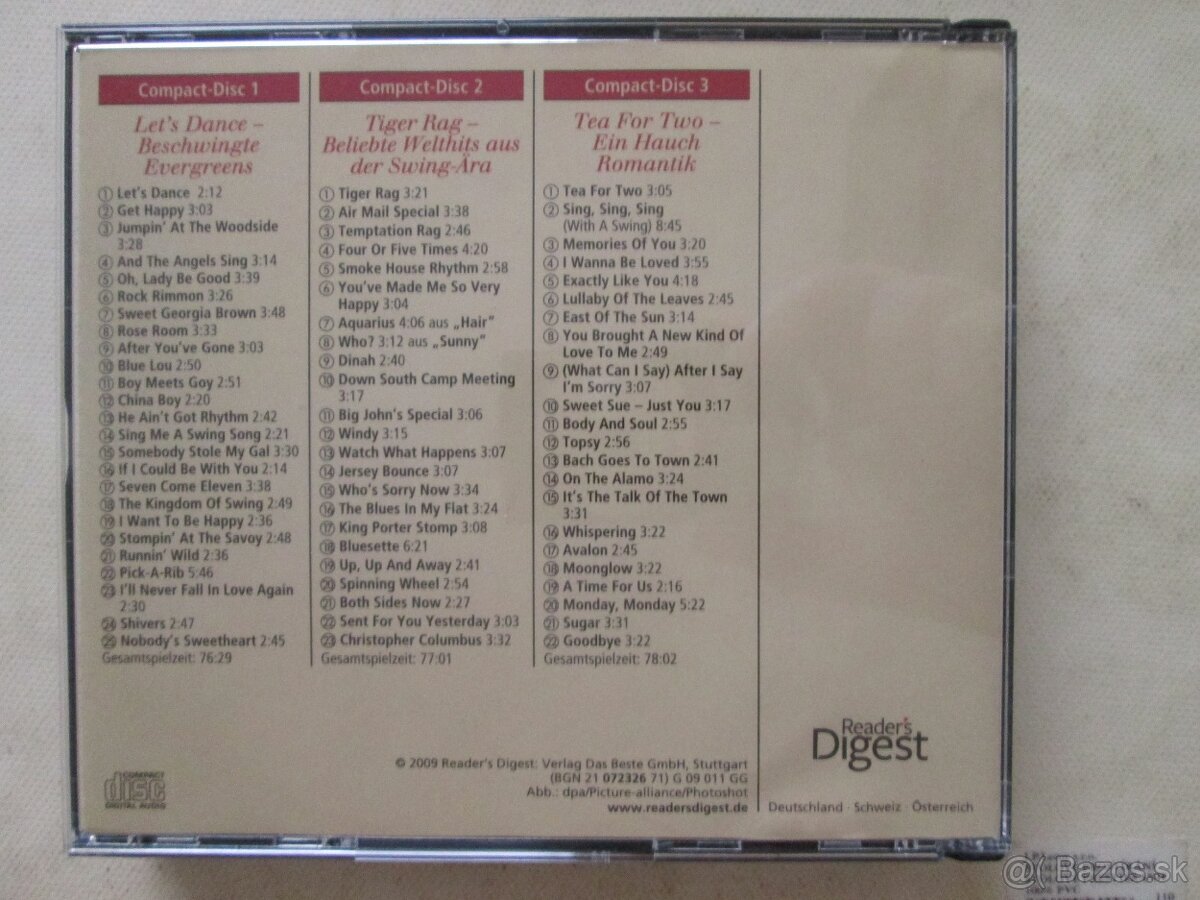 Compact-Disc 1
Let's Dance –
Beschwingte
Evergreens
① Let's Dance 2:12
② Get Happy 3:03
③ Jumpin' At The Woodside
3:28
④ And The Angels Sing 3:14
⑤ Oh, Lady Be Good 3:39
⑥ Rock Rimmon 3:26
⑦ Sweet Georgia Brown 3:48
⑧ Rose Room 3:33
⑨ After You've Gone 3:03
⑩ Blue Lou 2:50
⑪ Boy Meets Goy 2:51
⑫ China Boy 2:20
⑬ He Ain't Got Rhythm 2:42
⑭ Sing Me A Swing Song 2:21
⑮ Somebody Stole My Gal 3:30
⑯ If I Could Be With You 2:14
⑰ Seven Come Eleven 3:38
⑱ The Kingdom Of Swing 2:49
⑲ I Want To Be Happy 2:36
⑳ Stompin' At The Savoy 2:48
㉑ Runnin' Wild 2:36
㉒ Pick-A-Rib 5:46
㉓ I'll Never Fall In Love Again
2:30
㉔ Shivers 2:47
㉕ Nobody's Sweetheart 2:45
Gesamtspielzeit: 76:29
Compact-Disc 2
Tiger Rag –
Beliebte Welthits aus
der Swing-Ära
① Tiger Rag 3:21
② Air Mail Special 3:38
③ Temptation Rag 2:46
④ Four Or Five Times 4:20
⑤ Smoke House Rhythm 2:58
⑥ You've Made Me So Very
Happy 3:04
⑦ Aquarius 4:06 aus „Hair"
⑧ Who? 3:12 aus „Sunny"
⑨ Dinah 2:40
⑩ Down South Camp Meeting
3:17
⑪ Big John's Special 3:06
⑫ Windy 3:15
⑬ Watch What Happens 3:07
⑭ Jersey Bounce 3:07
⑮ Who's Sorry Now 3:34
⑯ The Blues In My Flat 3:24
⑰ King Porter Stomp 3:08
⑱ Bluesette 6:21
⑲ Up, Up And Away 2:41
⑳ Spinning Wheel 2:54
㉑ Both Sides Now 2:27
㉒ Sent For You Yesterday 3:03
㉓ Christopher Columbus 3:32
Gesamtspielzeit: 77:01
Compact-Disc 3
Tea For Two –
Ein Hauch
Romantik
① Tea For Two 3:05
② Sing, Sing, Sing
(With A Swing) 8:45
③ Memories Of You 3:20
④ I Wanna Be Loved 3:55
⑤ Exactly Like You 4:18
⑥ Lullaby Of The Leaves 2:45
⑦ East Of The Sun 3:14
⑧ You Brought A New Kind Of
Love To Me 2:49
⑨ (What Can I Say) After I Say
I'm Sorry 3:07
⑩ Sweet Sue – Just You 3:17
⑪ Body And Soul 2:55
⑫ Topsy 2:56
⑬ Bach Goes To Town 2:41
⑭ On The Alamo 3:24
⑮ It's The Talk Of The Town
3:31
⑯ Whispering 3:22
⑰ Avalon 2:45
⑱ Moonglow 3:22
⑲ A Time For Us 2:16
⑳ Monday, Monday 5:22
㉑ Sugar 3:31
㉒ Goodbye 3:22
Gesamtspielzeit: 78:02
Reader's
Digest
COMPACT
disc
DIGITAL AUDIO
© 2009 Reader's Digest: Verlag Das Beste GmbH, Stuttgart
(BGN 21 072326 71) G 09 011 GG
Abb.: dpa/Picture-alliance/Photoshot
www.readersdigest.de
Deutschland · Schweiz · Österreich
Bazos.sk
100% PVC
110